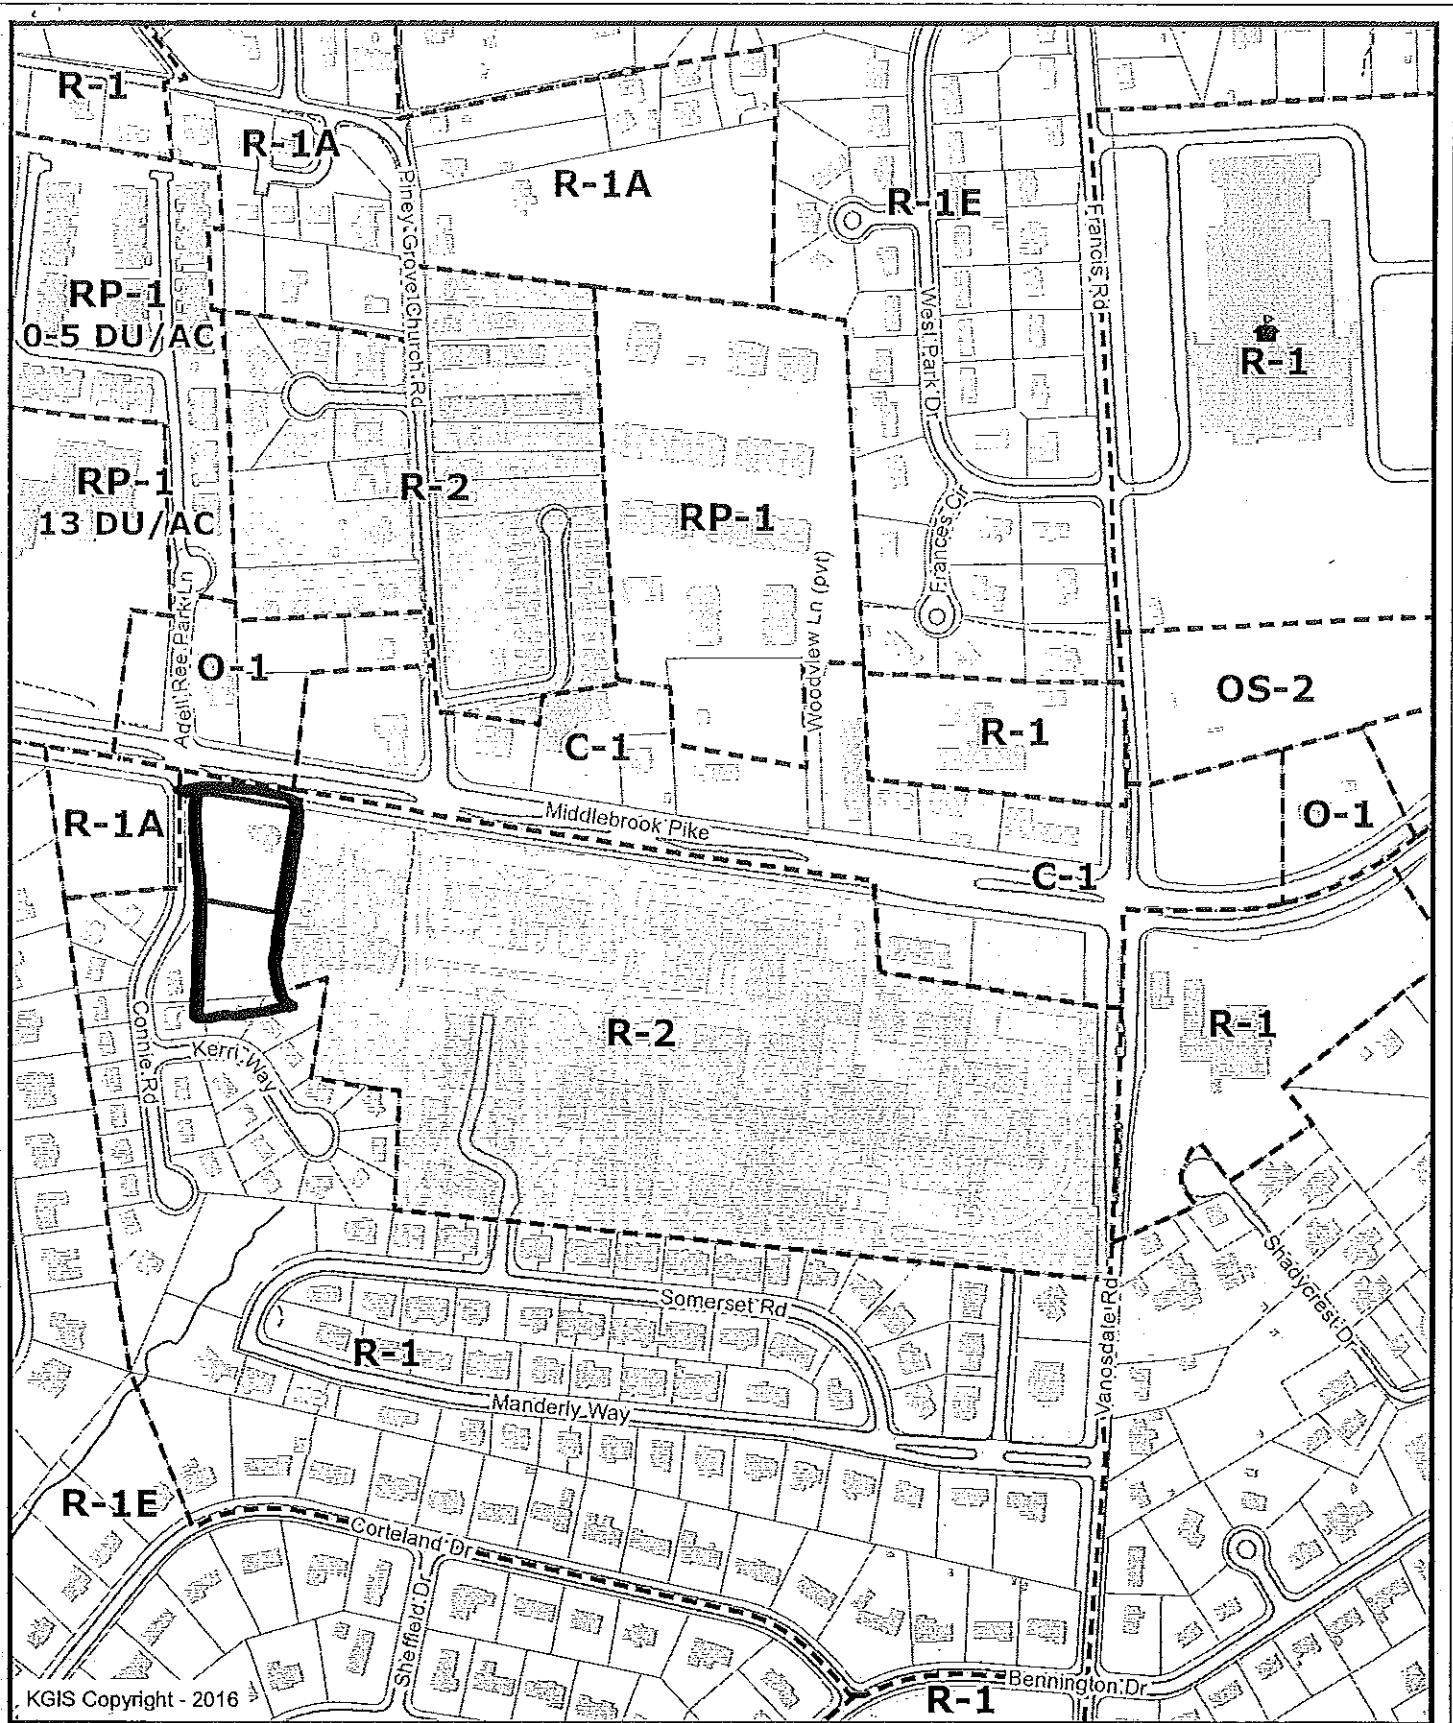 R-1
R-1A
R-1A
R-1E
Piney Grove Church Rd
Francis Rd
RP-1
0-5 DU/AC
West Park Dr
R-1
RP-1
13 DU/AC
R-2
RP-1
Frances Cr
Woodview Ln (pvt)
Adell Ree Park Ln
O-1
OS-2
C-1
R-1
R-1A
Middlebrook Pike
O-1
C-1
Connie Rd
Kerri Way
R-2
R-1
Shadycrest Dr
Vanosdale Rd
Somerset Rd
R-1
Manderly Way
R-1E
Corteland Dr
Sheffield Dr
Bennington Dr
R-1
KGIS Copyright - 2016